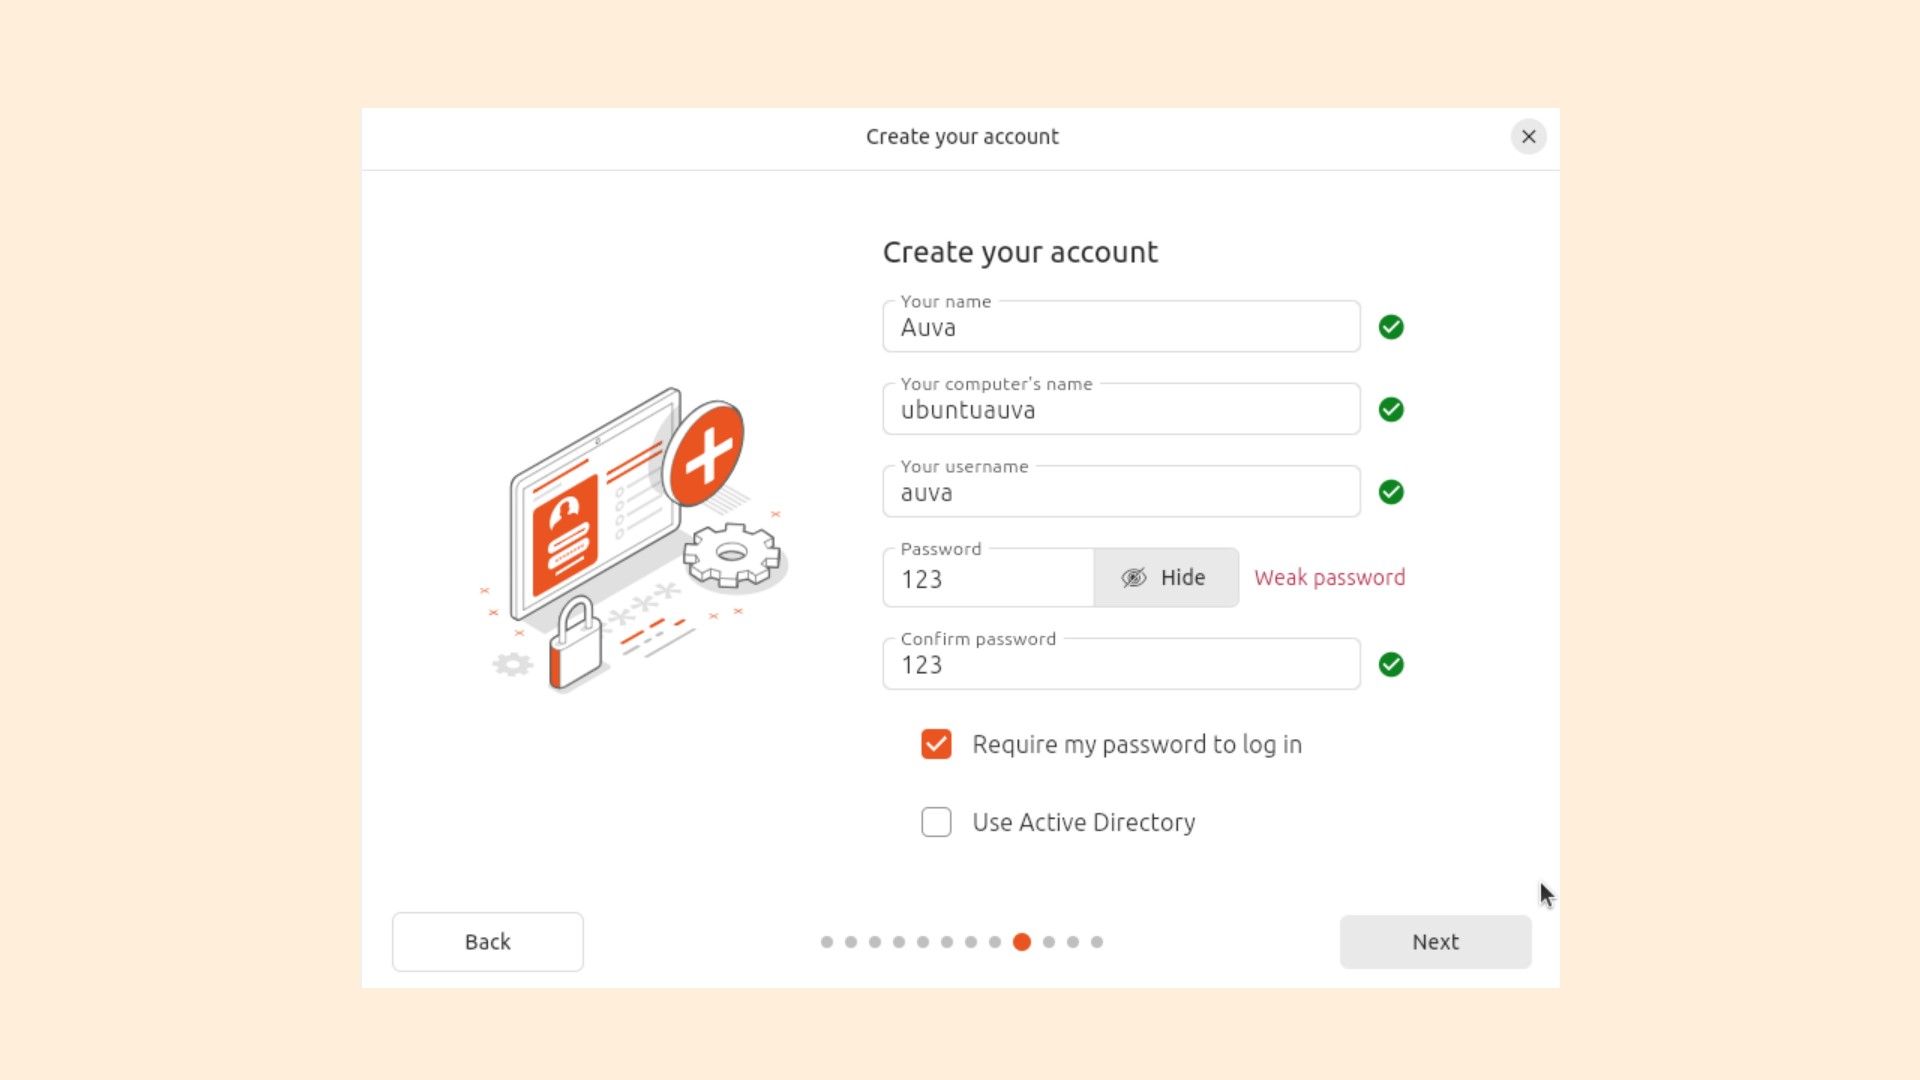 Create your account
Create your account
Your name
Auva
Your computer's name
ubuntuauva
Your username
auva
Password
123
Hide
Weak password
Confirm password
123
Require my password to log in
Use Active Directory
Back
Next